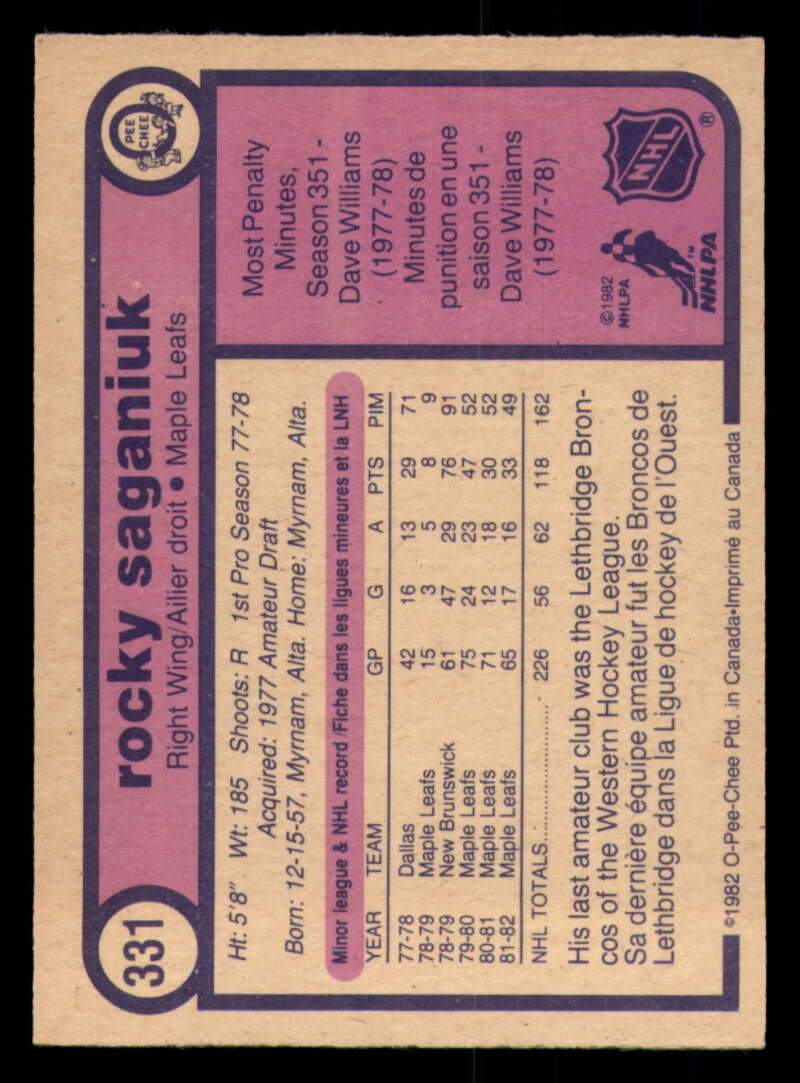 331
rocky saganiuk
Right Wing/Ailier droit • Maple Leafs
O
PEE
CHEE
Ht: 5'8" Wt: 185 Shoots: R 1st Pro Season 77-78
Acquired: 1977 Amateur Draft
Born: 12-15-57, Myrnam, Alta. Home: Myrnam, Alta.
Minor league & NHL record /Fiche dans les ligues mineures et la LNH
YEAR TEAM GP G A PTS PIM
77-78 Dallas 42 16 13 29 71
78-79 Maple Leafs 15 3 5 8 9
78-79 New Brunswick 61 47 29 76 91
79-80 Maple Leafs 75 24 23 47 52
80-81 Maple Leafs 71 12 18 30 52
81-82 Maple Leafs 65 17 16 33 49
NHL TOTALS.......................... 226 56 62 118 162
His last amateur club was the Lethbridge Bron-
cos of the Western Hockey League.
Sa dernière équipe amateur fut les Broncos de
Lethbridge dans la Ligue de hockey de l'Ouest.
Most Penalty
Minutes,
Season 351-
Dave Williams
(1977-78)
Minutes de
punition en une
saison 351-
Dave Williams
(1977-78)
NHL ®
©1982
NHLPA
TM
NHLPA
©1982 O-Pee-Chee Ptd. in Canada•Imprimé au Canada